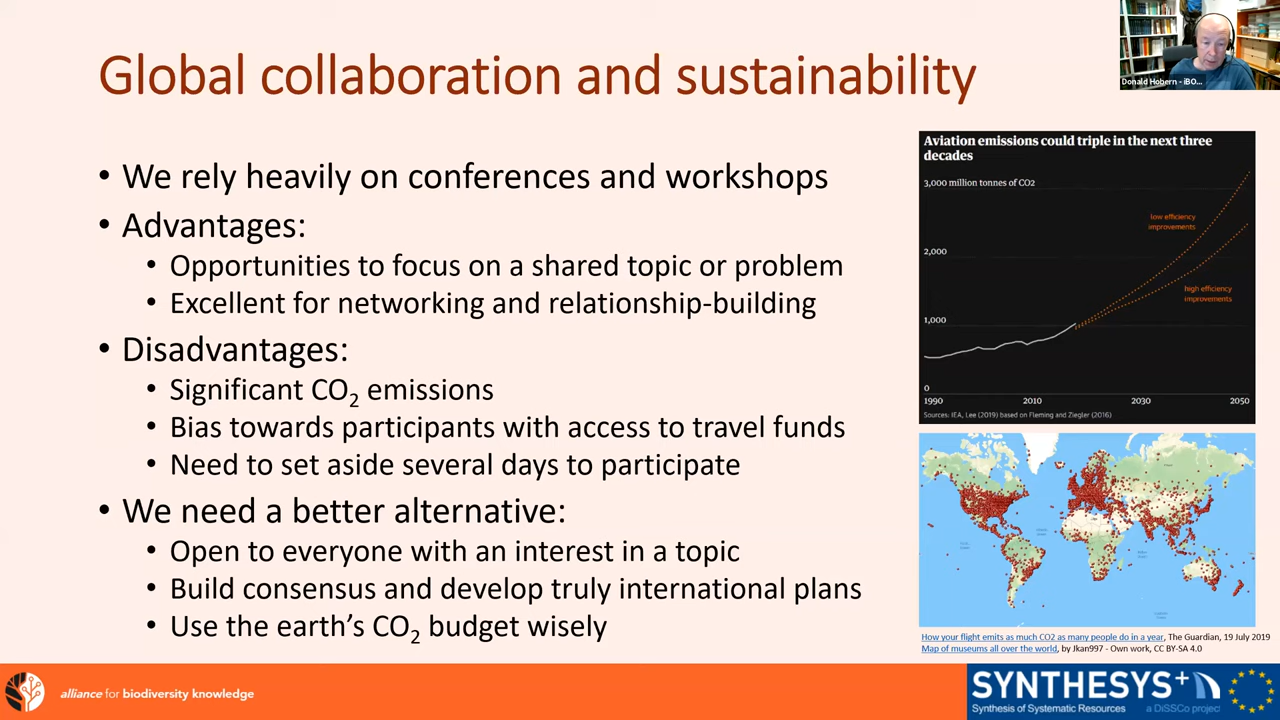 Global collaboration and sustainability
Donald Hobern - iBO...
• We rely heavily on conferences and workshops
• Advantages:
• Opportunities to focus on a shared topic or problem
• Excellent for networking and relationship-building
• Disadvantages:
• Significant CO₂ emissions
• Bias towards participants with access to travel funds
• Need to set aside several days to participate
• We need a better alternative:
• Open to everyone with an interest in a topic
• Build consensus and develop truly international plans
• Use the earth's CO₂ budget wisely
Aviation emissions could triple in the next three
decades
3,000 million tonnes of CO2
low efficiency
improvements
2,000
high efficiency
improvements
1,000
0
1990 2010 2030 2050
Sources: IEA, Lee (2019) based on Fleming and Ziegler (2016)
How your flight emits as much CO2 as many people do in a year, The Guardian, 19 July 2019
Map of museums all over the world, by Jkan997 - Own work, CC BY-SA 4.0
alliance for biodiversity knowledge
SYNTHESYS+
Synthesis of Systematic Resources a DiSSCo project